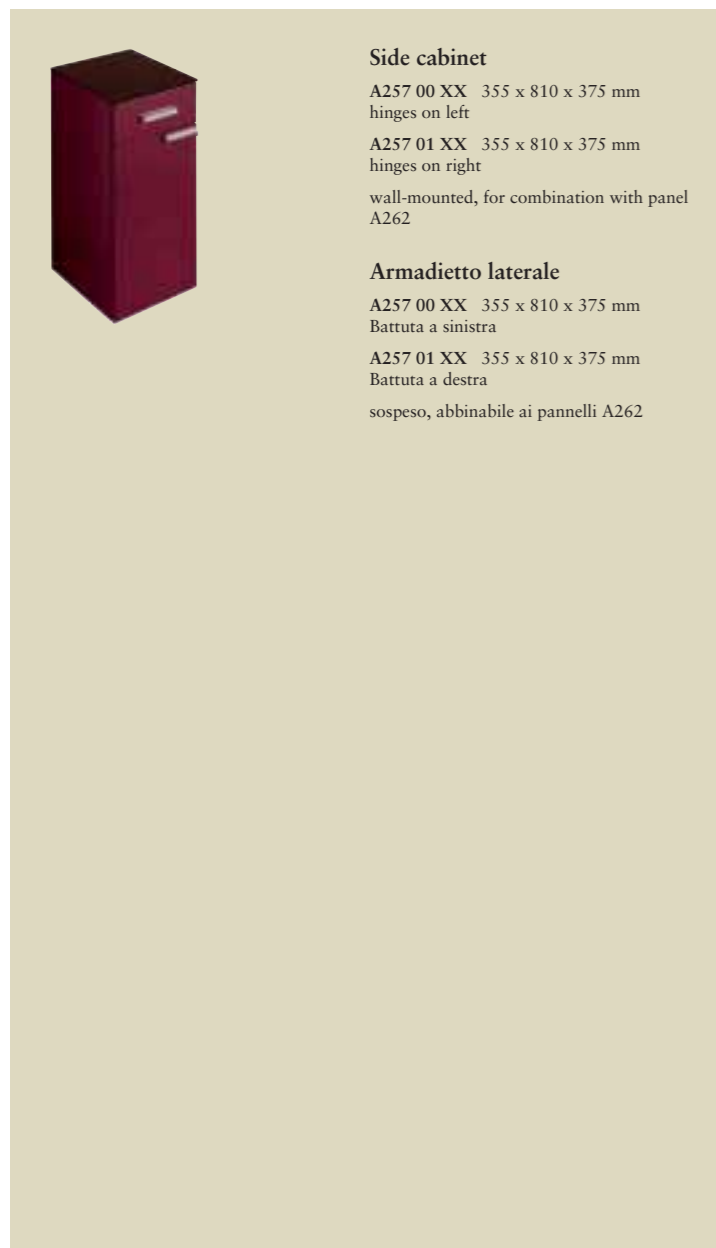 Side cabinet
A257 00 XX 355 x 810 x 375 mm
hinges on left
A257 01 XX 355 x 810 x 375 mm
hinges on right
wall-mounted, for combination with panel
A262
Armadietto laterale
A257 00 XX 355 x 810 x 375 mm
Battuta a sinistra
A257 01 XX 355 x 810 x 375 mm
Battuta a destra
sospeso, abbinabile ai pannelli A262